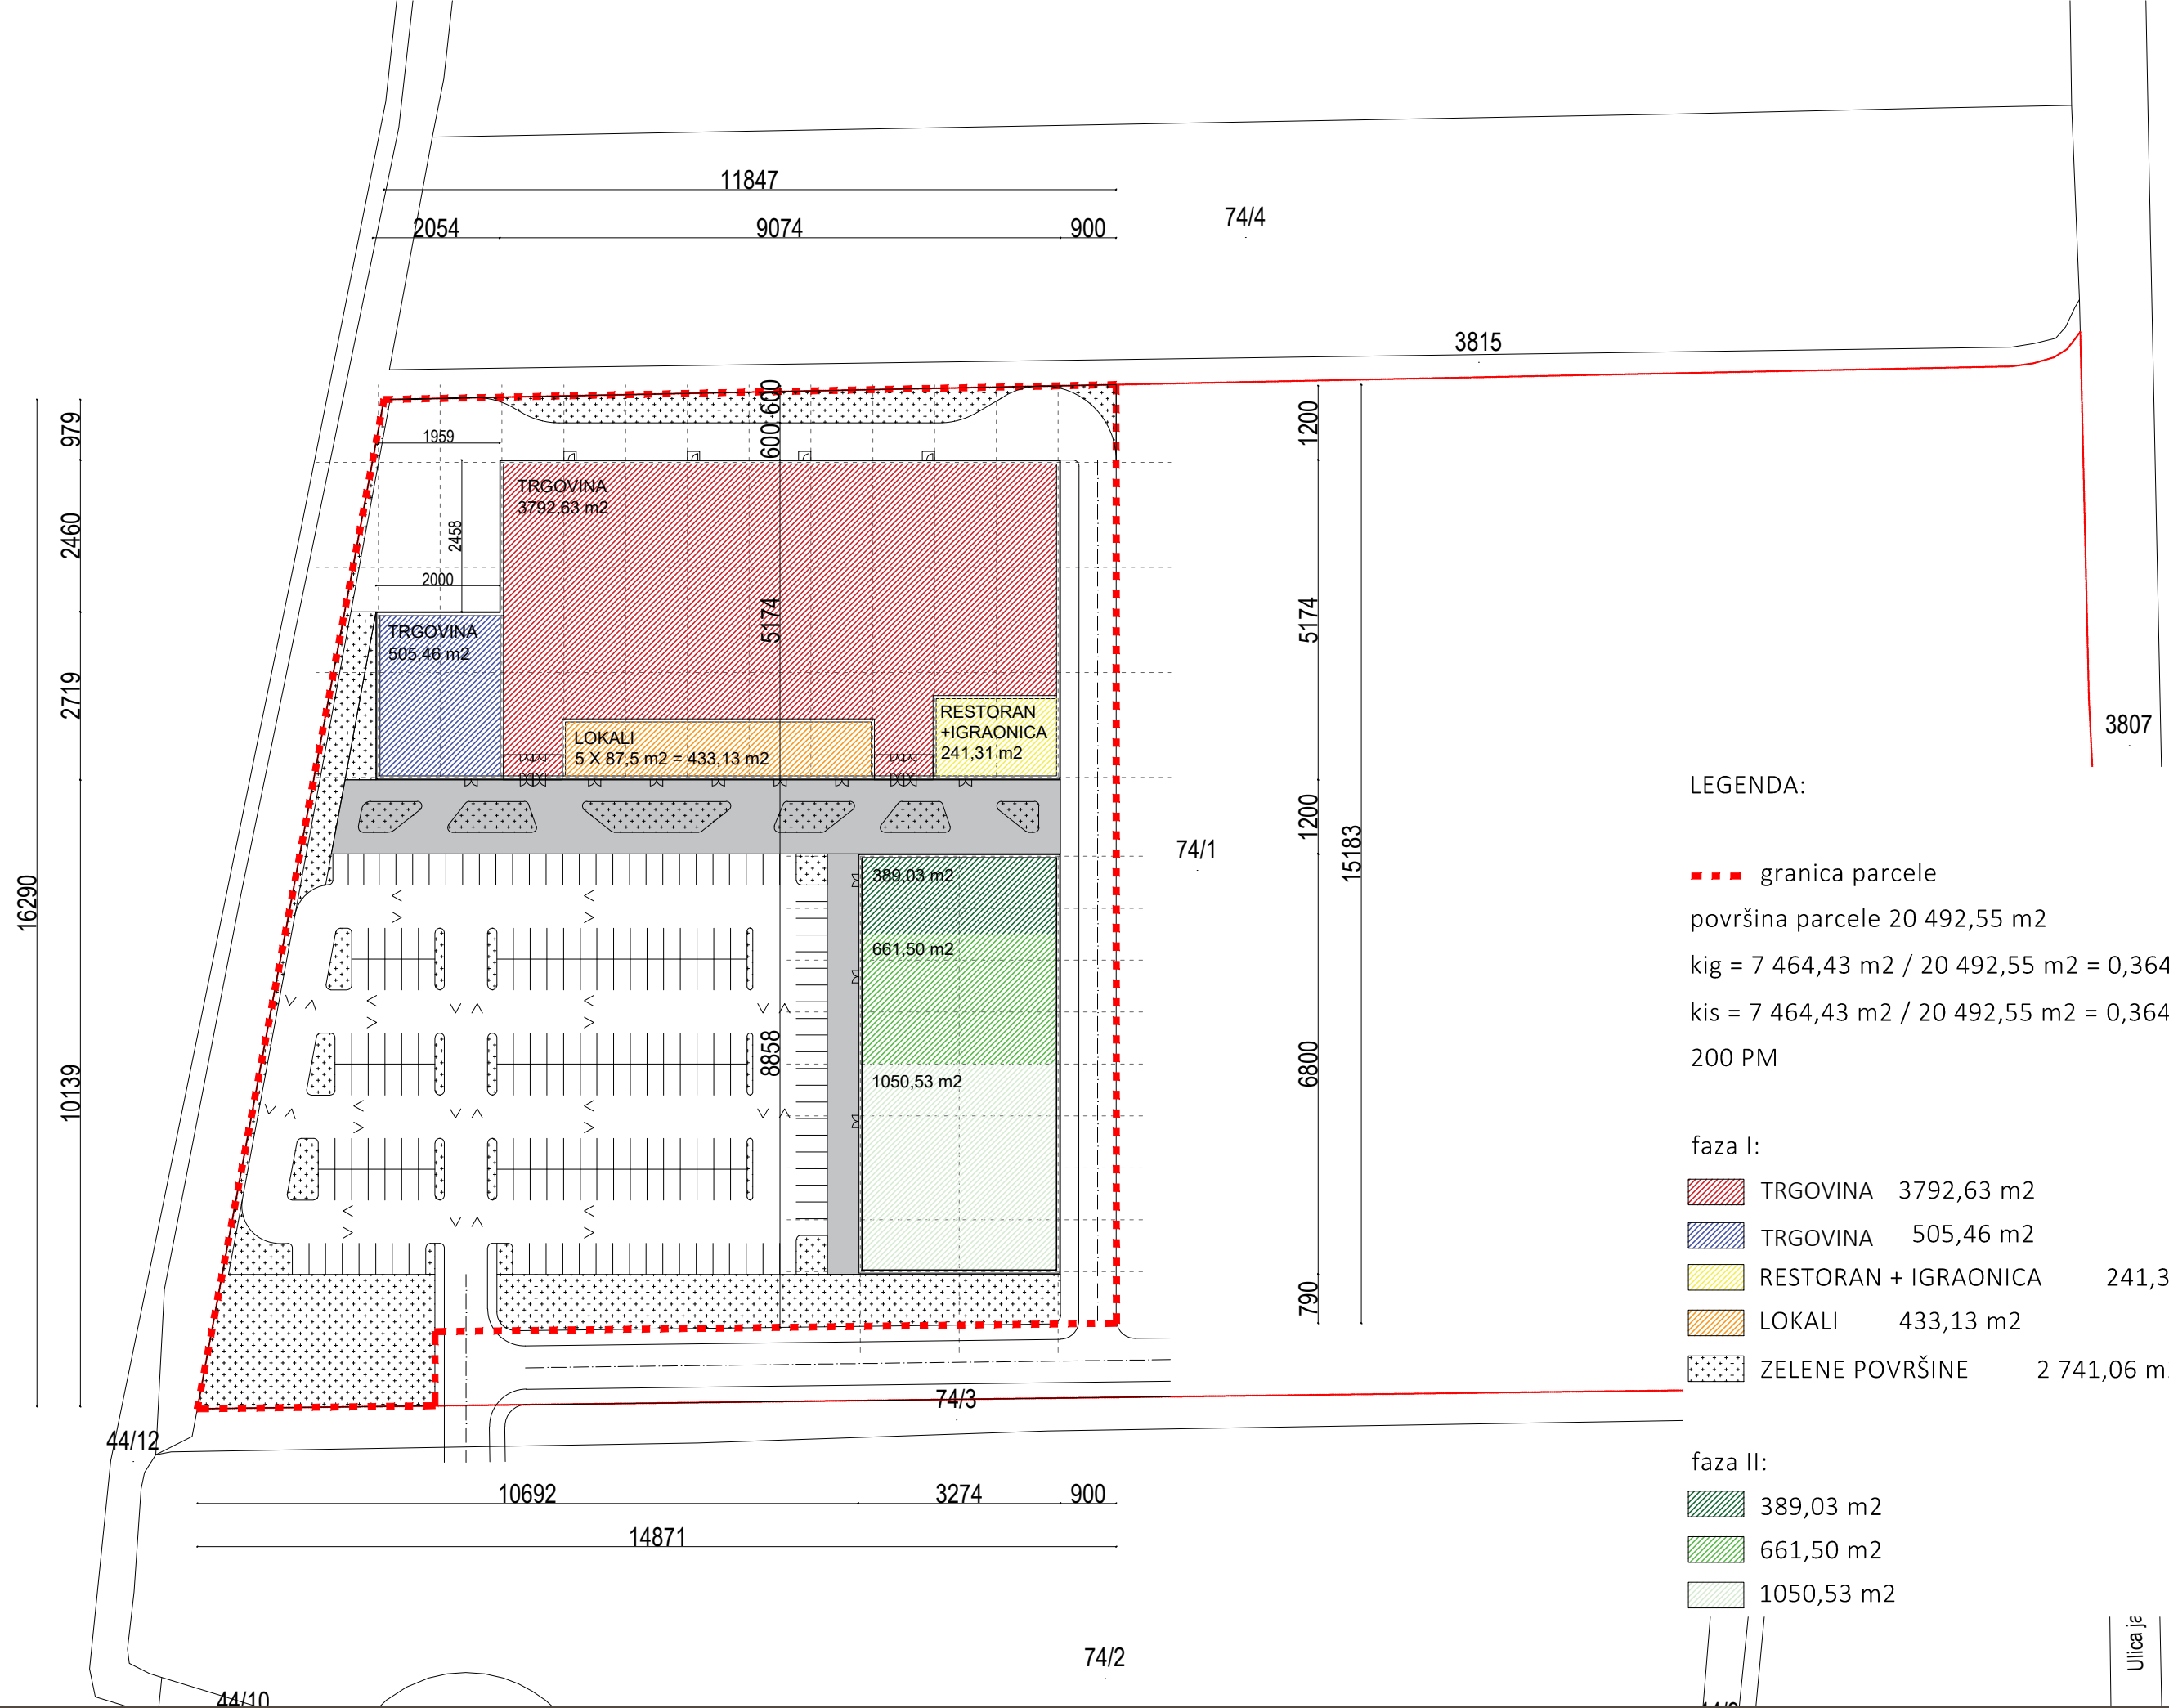 11847
2054
9074
900
74/4
3815
979
2460
2719
16290
10139
1959
2458
2000
600
600
5174
8858
1200
5174
1200
15183
6800
790
TRGOVINA
3792,63 m2
TRGOVINA
505,46 m2
LOKALI
5 X 87,5 m2 = 433,13 m2
RESTORAN
+IGRAONICA
241,31 m2
389,03 m2
661,50 m2
1050,53 m2
74/1
3807
74/3
44/12
10692
3274
900
14871
74/2
44/10
LEGENDA:
granica parcele
površina parcele 20 492,55 m2
kig = 7 464,43 m2 / 20 492,55 m2 = 0,364
kis = 7 464,43 m2 / 20 492,55 m2 = 0,364
200 PM
faza I:
TRGOVINA 3792,63 m2
TRGOVINA 505,46 m2
RESTORAN + IGRAONICA 241,3
LOKALI 433,13 m2
ZELENE POVRŠINE 2 741,06 m
faza II:
389,03 m2
661,50 m2
1050,53 m2
Ulica